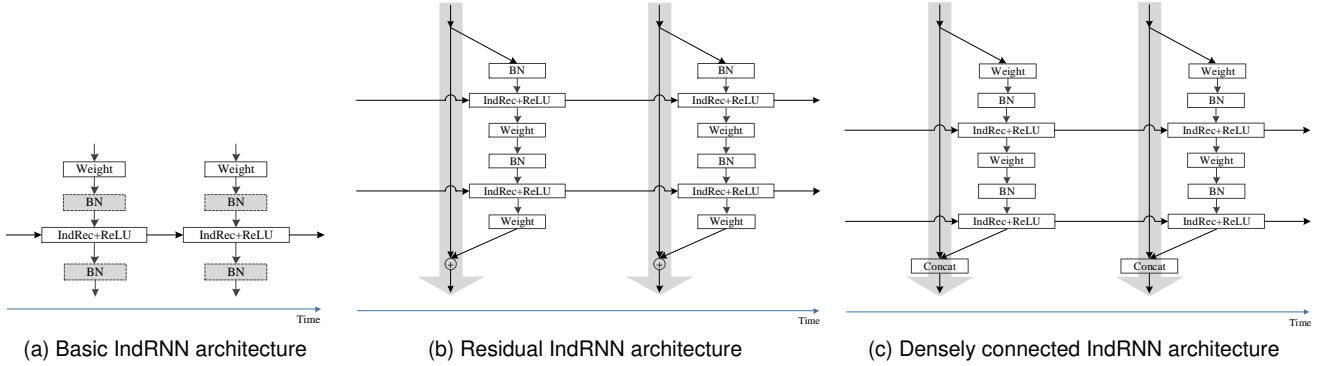 Weight
BN
IndRec+ReLU
BN
Weight
BN
IndRec+ReLU
BN
Time
(a) Basic IndRNN architecture
BN
IndRec+ReLU
Weight
BN
IndRec+ReLU
Weight
+
BN
IndRec+ReLU
Weight
BN
IndRec+ReLU
Weight
+
Time
(b) Residual IndRNN architecture
Weight
BN
IndRec+ReLU
Weight
BN
IndRec+ReLU
Concat
Weight
BN
IndRec+ReLU
Weight
BN
IndRec+ReLU
Concat
Time
(c) Densely connected IndRNN architecture